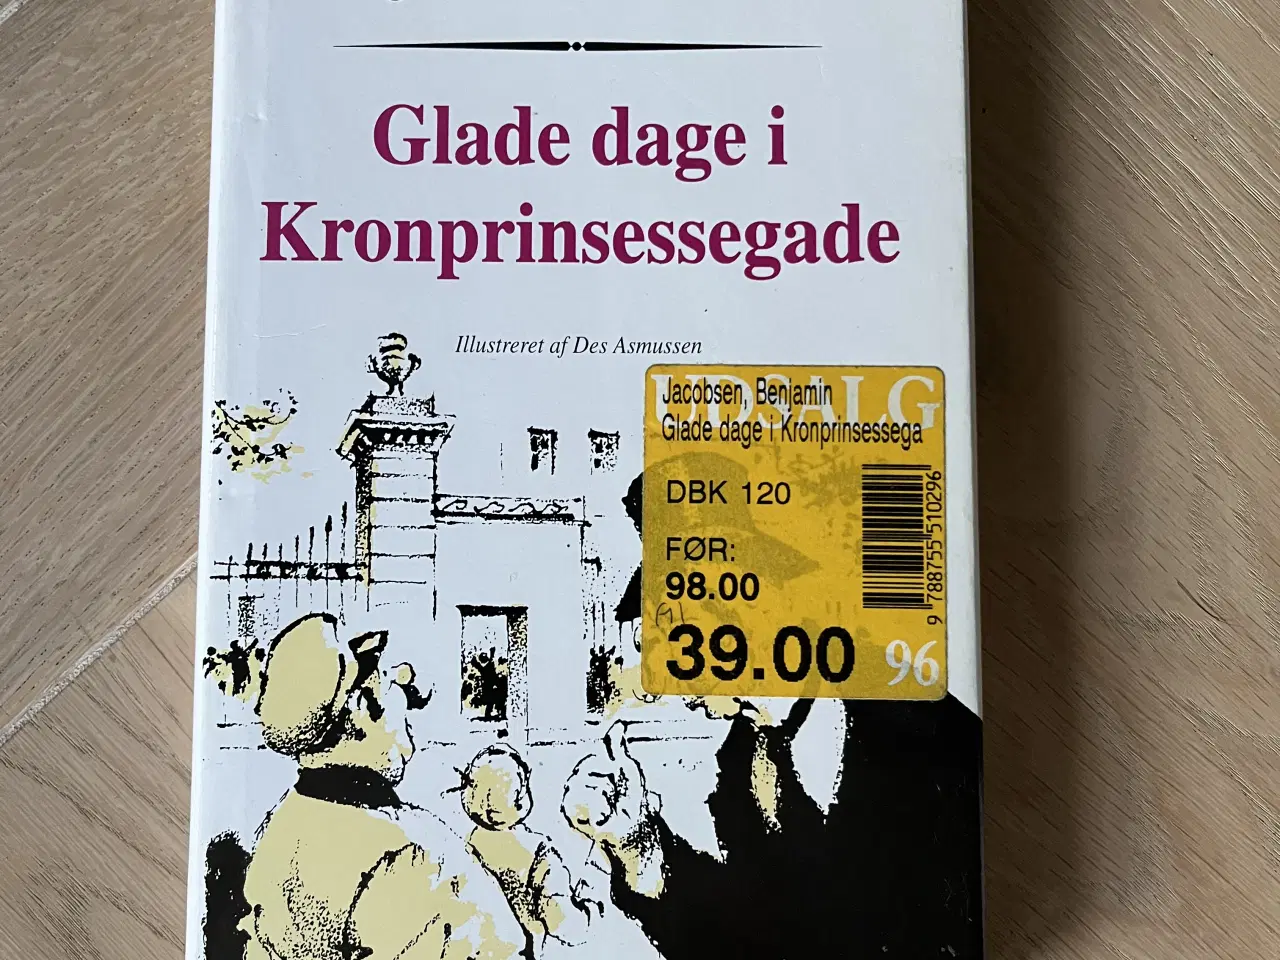 Glade dage i
Kronprinsessegade
Illustreret af Des Asmussen
UDSALG
Jacobsen, Benjamin
Glade dage i Kronprinsessega
DBK 120
FØR:
98.00
39.00
96
9 788755 510296